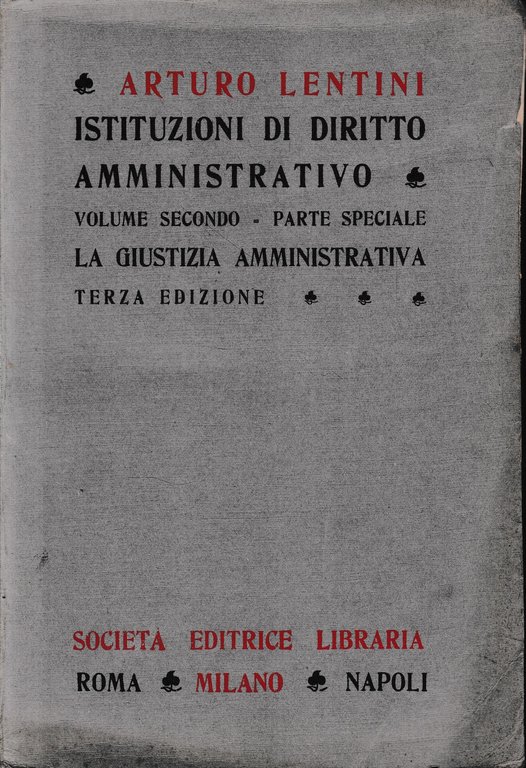 ARTURO LENTINI
ISTITUZIONI DI DIRITTO
AMMINISTRATIVO
VOLUME SECONDO - PARTE SPECIALE
LA GIUSTIZIA AMMINISTRATIVA
TERZA EDIZIONE
SOCIETÀ EDITRICE LIBRARIA
ROMA MILANO NAPOLI